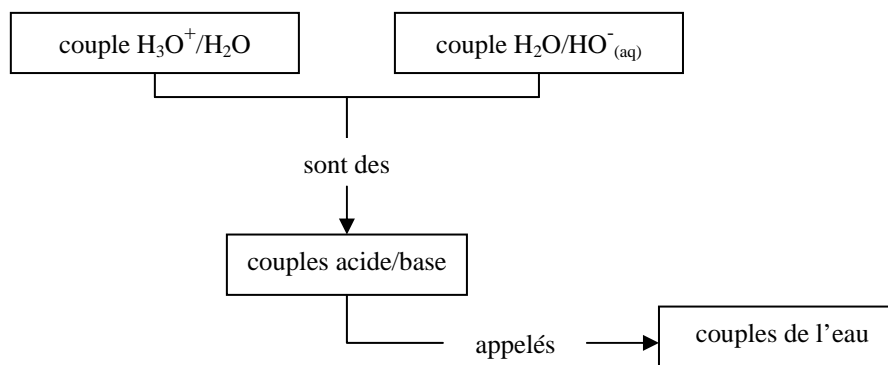 couple H₃O⁺/H₂O
couple H₂O/HO⁻(aq)
sont des
couples acide/base
appelés
couples de l’eau